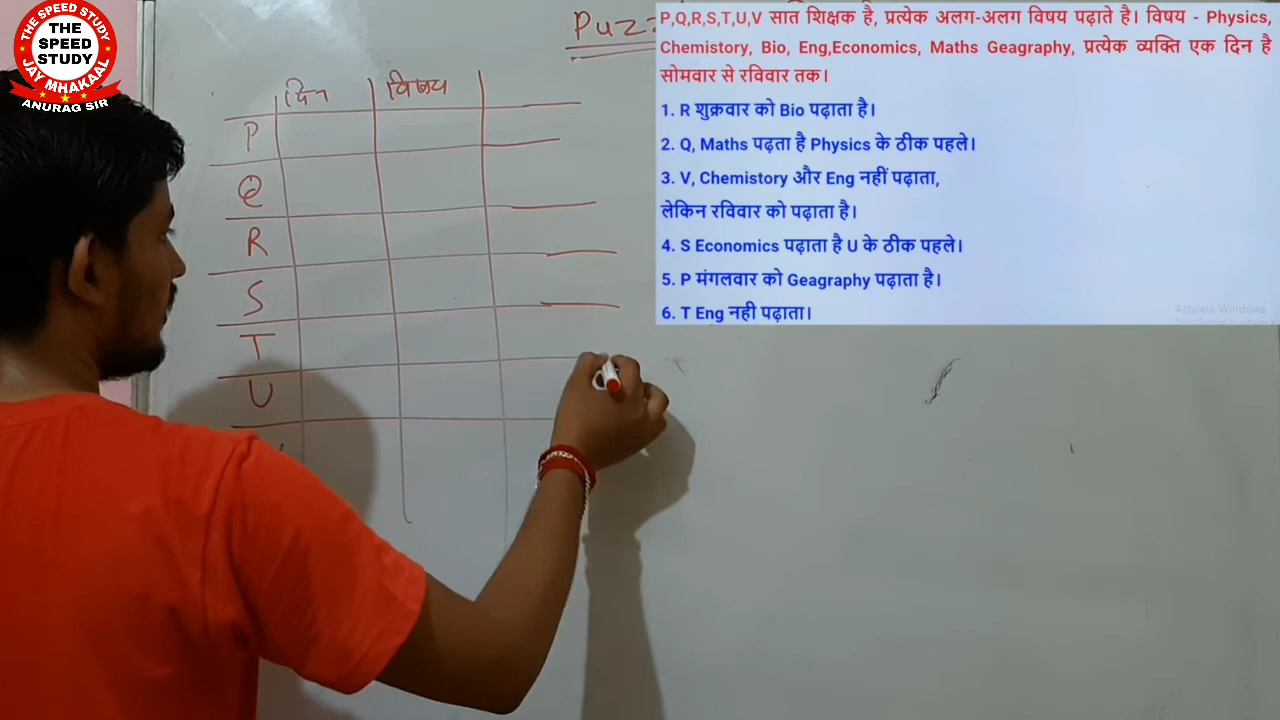 THE SPEED STUDY
THE
SPEED
STUDY
JAY MHAKAAL
ANURAG SIR
P,Q,R,S,T,U,V सात शिक्षक है, प्रत्येक अलग-अलग विषय पढ़ाते है। विषय - Physics,
Chemistory, Bio, Eng,Economics, Maths Geagraphy, प्रत्येक व्यक्ति एक दिन है
सोमवार से रविवार तक।
1. R शुक्रवार को Bio पढ़ाता है।
2. Q, Maths पढ़ता है Physics के ठीक पहले।
3. V, Chemistory और Eng नहीं पढ़ाता,
लेकिन रविवार को पढ़ाता है।
4. S Economics पढ़ाता है U के ठीक पहले।
5. P मंगलवार को Geagraphy पढ़ाता है।
6. T Eng नही पढ़ाता।
Activate Windows
दिन विषय
P
Q
R
S
T
U